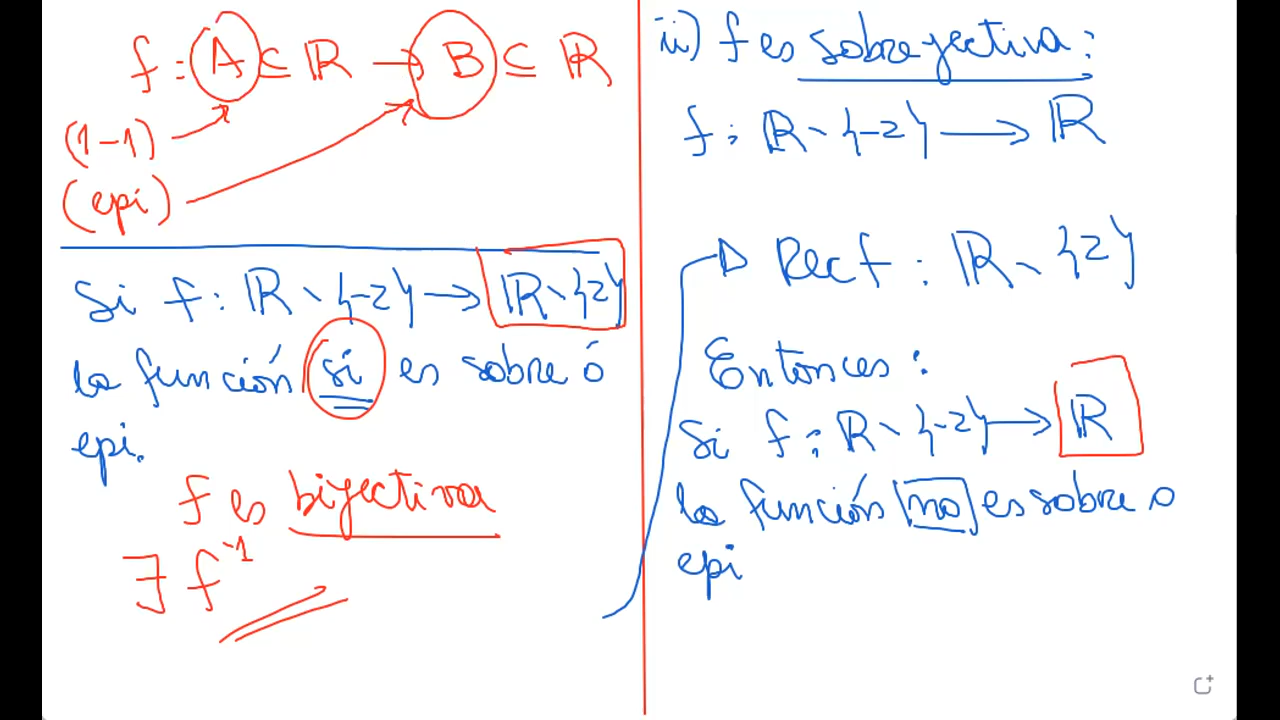 f : A ⊆ ℝ → B ⊆ ℝ
(1-1)
(epi)
Si f : ℝ \ {-2} → ℝ \ {2}
la función si es sobre ó
epi.
f es biyectiva
∃ f⁻¹
ii) f es sobreyectiva :
f : ℝ \ {-2} → ℝ
Rec f : ℝ \ {2}
Entonces :
Si f : ℝ \ {-2} → ℝ
la función no es sobre o
epi